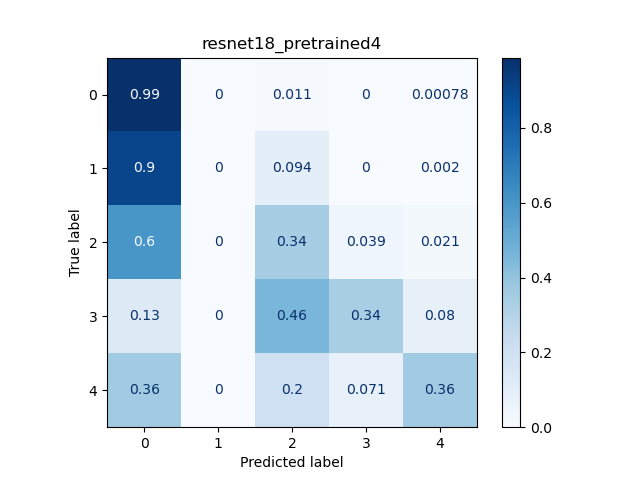 resnet18_pretrained4
0 0.99 0 0.011 0 0.00078
1 0.9 0 0.094 0 0.002
2 0.6 0 0.34 0.039 0.021
3 0.13 0 0.46 0.34 0.08
4 0.36 0 0.2 0.071 0.36
0 1 2 3 4
Predicted label
True label
0.8
0.6
0.4
0.2
0.0